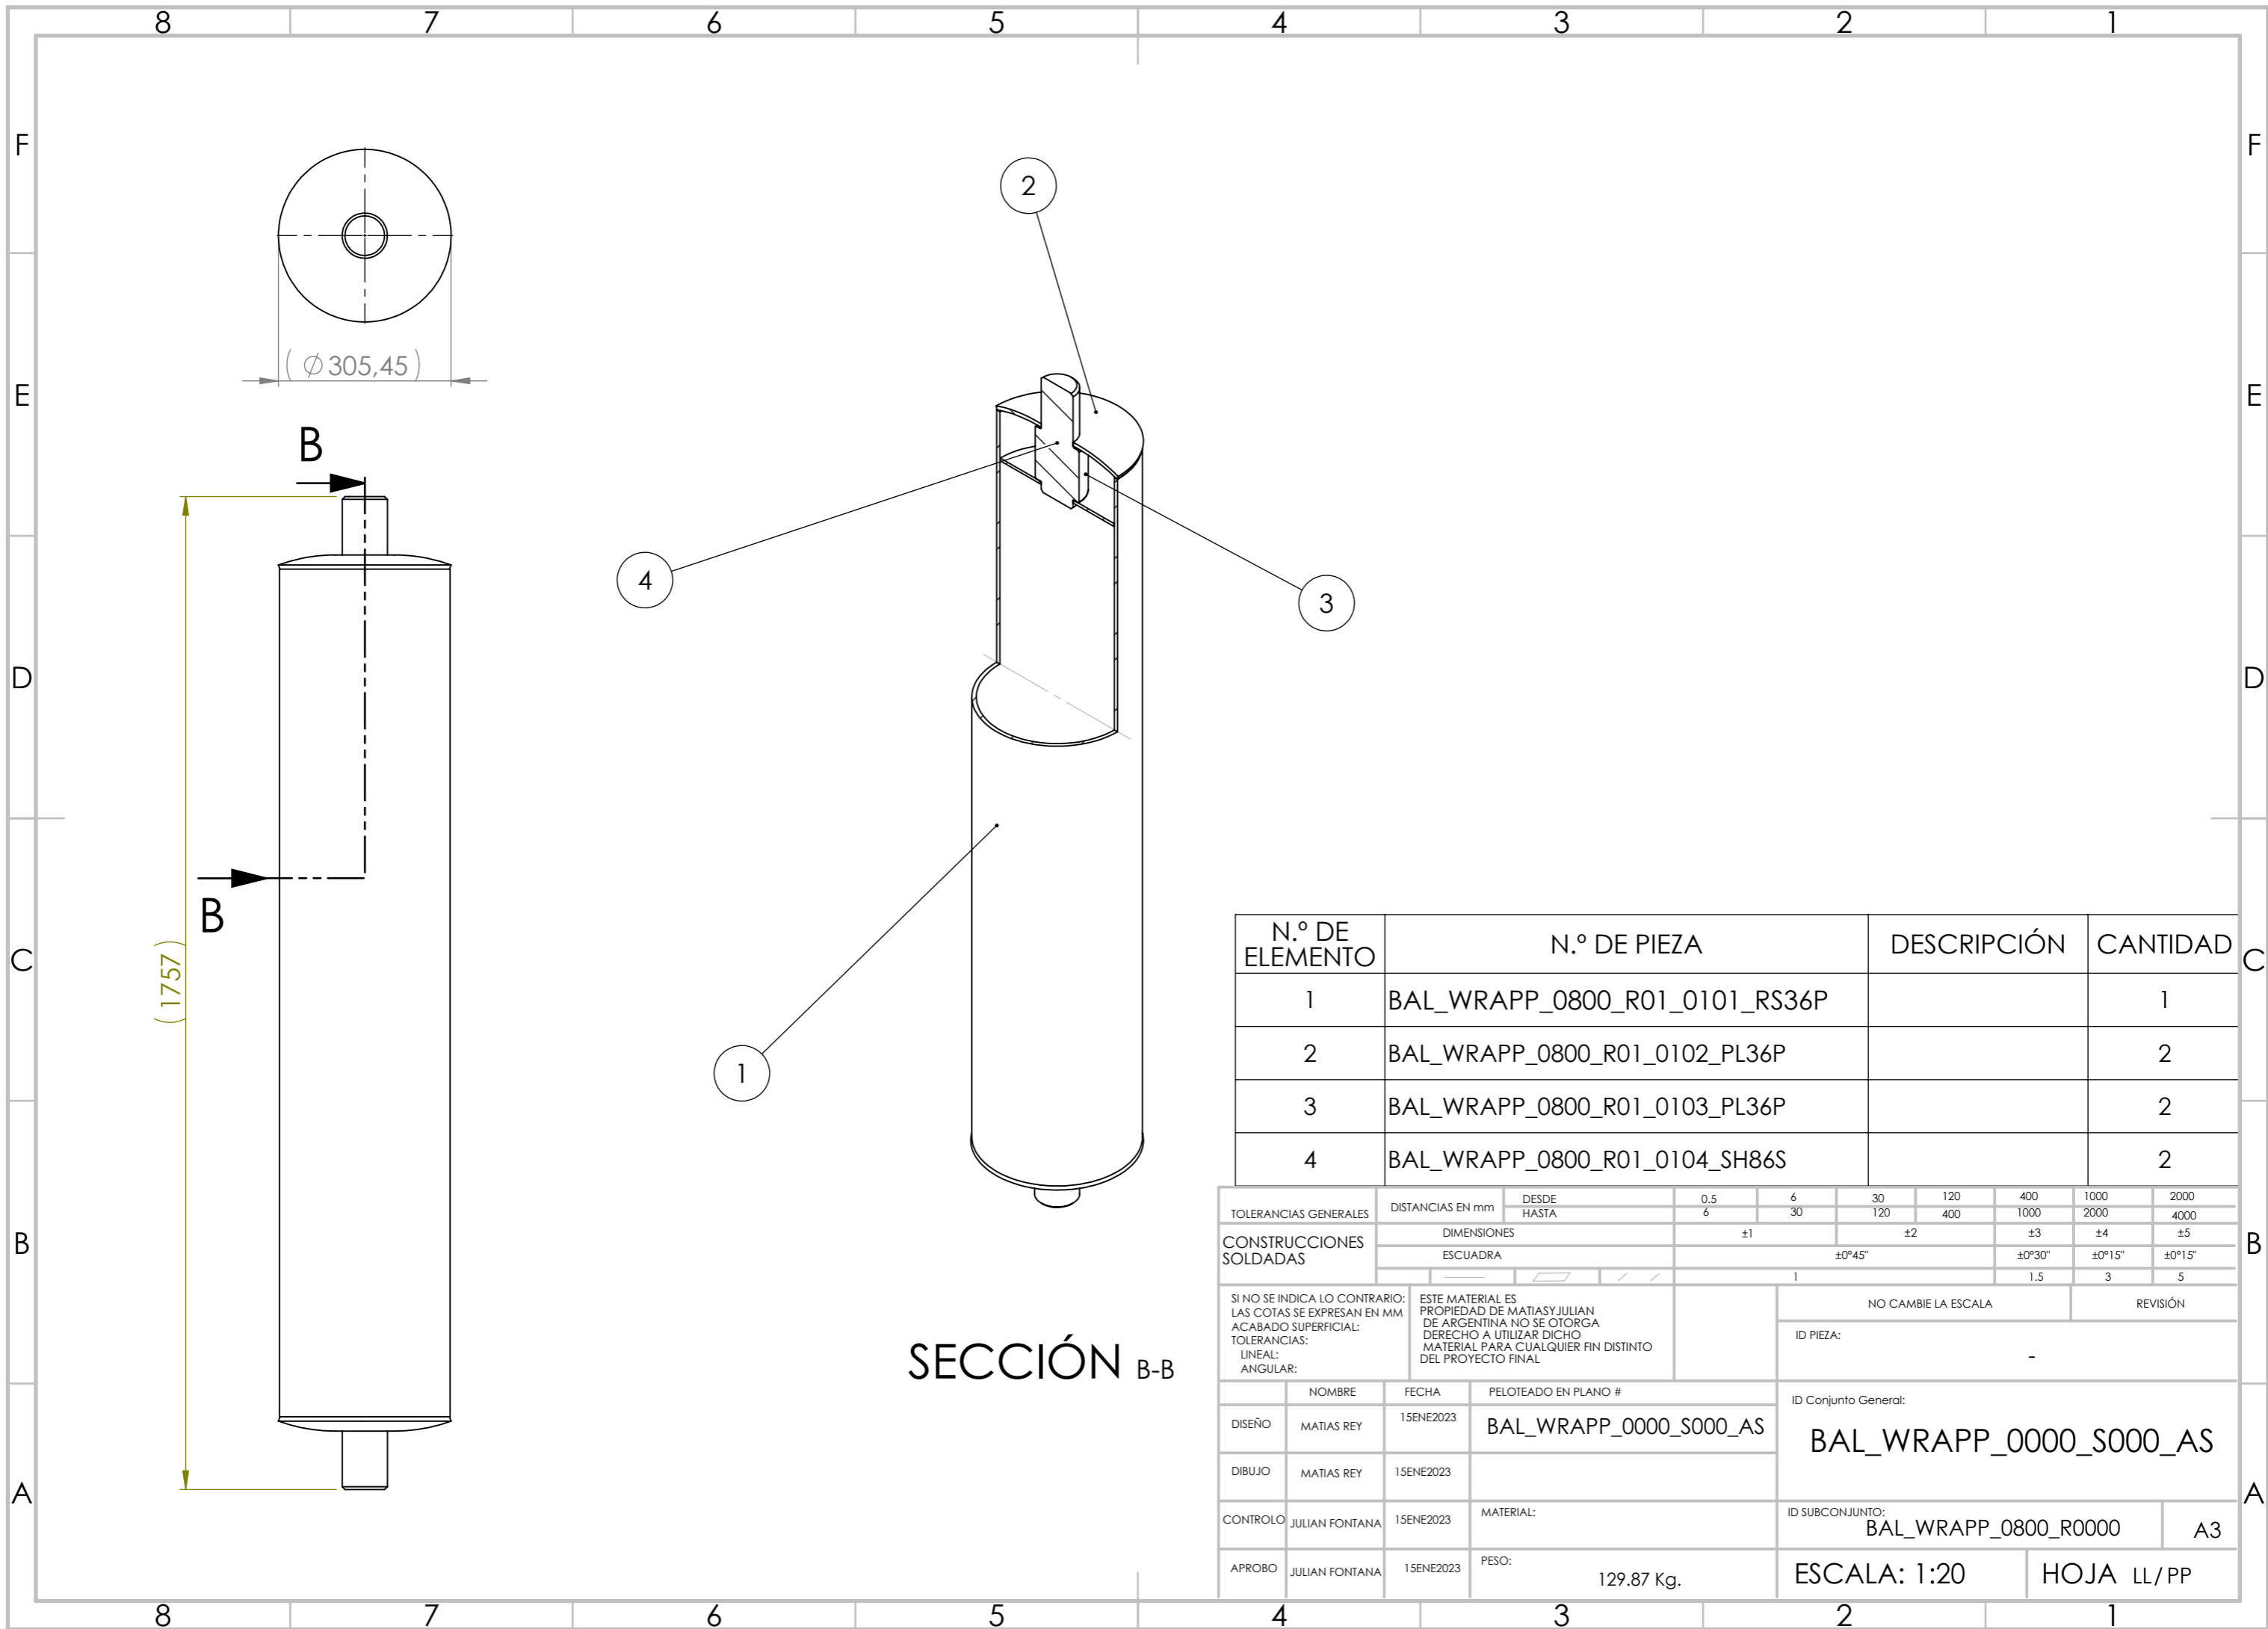 8 7 6 5 4 3 2 1
F F
E E
D D
C C
B B
A A
( ∅305,45 )
B
B
(1757)
2
4
3
1
SECCIÓN B-B
N.º DE ELEMENTO N.º DE PIEZA DESCRIPCIÓN CANTIDAD
1 BAL_WRAPP_0800_R01_0101_RS36P 1
2 BAL_WRAPP_0800_R01_0102_PL36P 2
3 BAL_WRAPP_0800_R01_0103_PL36P 2
4 BAL_WRAPP_0800_R01_0104_SH86S 2
TOLERANCIAS GENERALES DISTANCIAS EN mm DESDE 0.5 6 30 120 400 1000 2000
HASTA 6 30 120 400 1000 2000 4000
CONSTRUCCIONES
SOLDADAS
DIMENSIONES ±1 ±2 ±3 ±4 ±5
ESCUADRA ±0°45" ±0°30" ±0°15" ±0°15"
1 1.5 3 5
SI NO SE INDICA LO CONTRARIO:
LAS COTAS SE EXPRESAN EN MM
ACABADO SUPERFICIAL:
TOLERANCIAS:
LINEAL:
ANGULAR:
ESTE MATERIAL ES
PROPIEDAD DE MATIASYJULIAN
DE ARGENTINA NO SE OTORGA
DERECHO A UTILIZAR DICHO
MATERIAL PARA CUALQUIER FIN DISTINTO
DEL PROYECTO FINAL
NO CAMBIE LA ESCALA REVISIÓN
ID PIEZA:
-
NOMBRE FECHA PELOTEADO EN PLANO #
DISEÑO MATIAS REY 15ENE2023 BAL_WRAPP_0000_S000_AS
DIBUJO MATIAS REY 15ENE2023
CONTROLO JULIAN FONTANA 15ENE2023 MATERIAL:
APROBO JULIAN FONTANA 15ENE2023 PESO: 129.87 Kg.
ID Conjunto General:
BAL_WRAPP_0000_S000_AS
ID SUBCONJUNTO:
BAL_WRAPP_0800_R0000 A3
ESCALA: 1:20 HOJA LL/PP
8 7 6 5 4 3 2 1